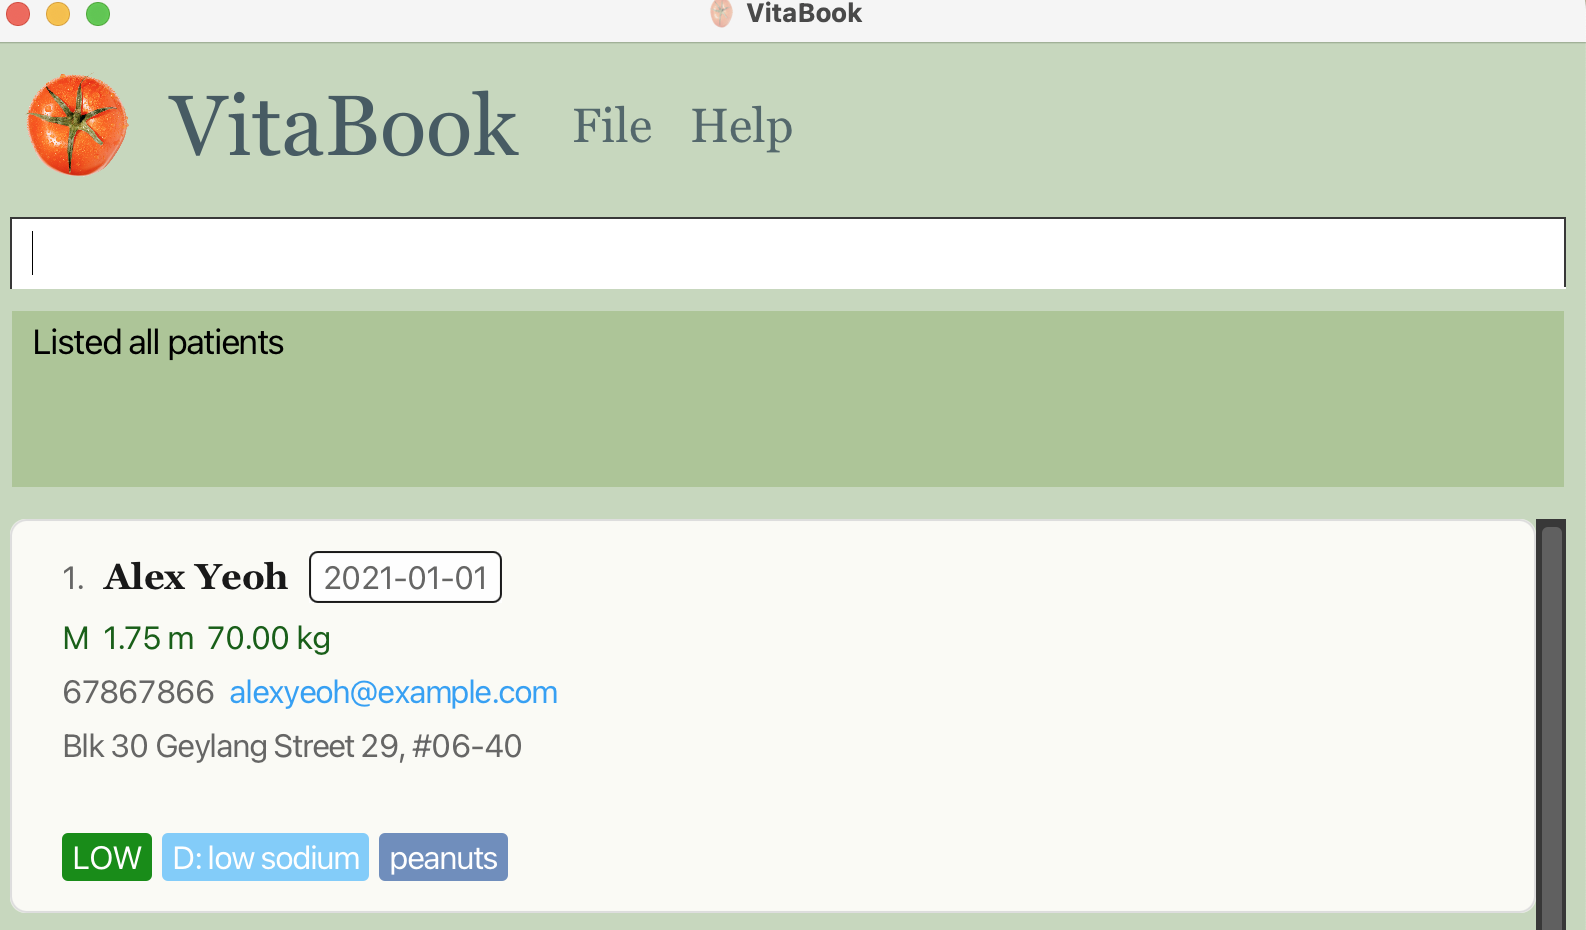 VitaBook
VitaBook File Help
Listed all patients
1. Alex Yeoh 2021-01-01
M 1.75 m 70.00 kg
67867866 alexyeoh@example.com
Blk 30 Geylang Street 29, #06-40
LOW D: low sodium peanuts